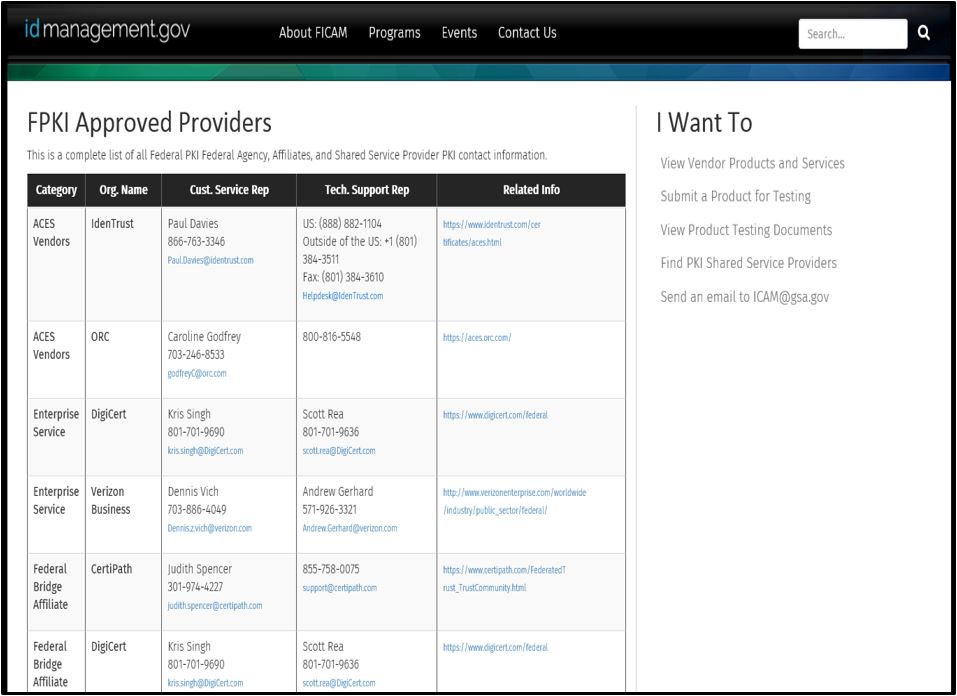 idmanagement.gov
About FICAM Programs Events Contact Us
Search...
FPKI Approved Providers
This is a complete list of all Federal PKI Federal Agency, Affiliates, and Shared Service Provider PKI contact information.
Category Org. Name Cust. Service Rep Tech. Support Rep Related Info
ACES
Vendors
IdenTrust
Paul Davies
866-763-3346
Paul.Davies@identrust.com
US: (888) 882-1104
Outside of the US: +1 (801)
384-3511
Fax: (801) 384-3610
Helpdesk@IdenTrust.com
https://www.identrust.com/cer
tificates/aces.html
ACES
Vendors
ORC
Caroline Godfrey
703-246-8533
godfreyC@orc.com
800-816-5548
https://aces.orc.com/
Enterprise
Service
DigiCert
Kris Singh
801-701-9690
kris.singh@DigiCert.com
Scott Rea
801-701-9636
scott.rea@DigiCert.com
https://www.digicert.com/federal
Enterprise
Service
Verizon
Business
Dennis Vich
703-886-4049
Dennis.z.vich@verizon.com
Andrew Gerhard
571-926-3321
Andrew.Gerhard@verizon.com
http://www.verizonenterprise.com/worldwide
/industry/public_sector/federal/
Federal
Bridge
Affiliate
CertiPath
Judith Spencer
301-974-4227
judith.spencer@certipath.com
855-758-0075
support@certipath.com
https://www.certipath.com/FederatedT
rust_TrustCommunity.html
Federal
Bridge
Affiliate
DigiCert
Kris Singh
801-701-9690
kris.singh@DigiCert.com
Scott Rea
801-701-9636
scott.rea@DigiCert.com
https://www.digicert.com/federal
I Want To
View Vendor Products and Services
Submit a Product for Testing
View Product Testing Documents
Find PKI Shared Service Providers
Send an email to ICAM@gsa.gov